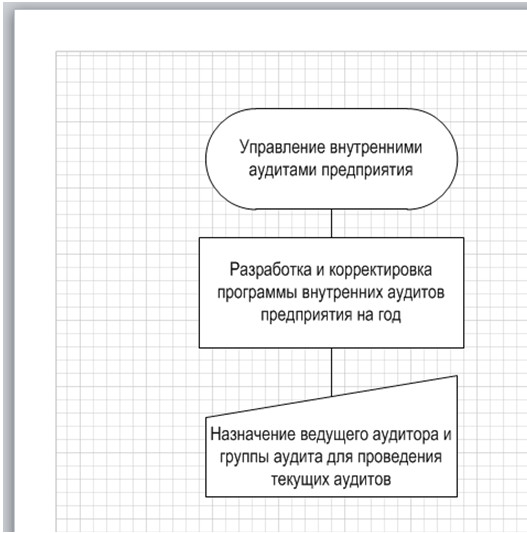 Управление внутренними
аудитами предприятия
Разработка и корректировка
программы внутренних аудитов
предприятия на год
Назначение ведущего аудитора и
группы аудита для проведения
текущих аудитов